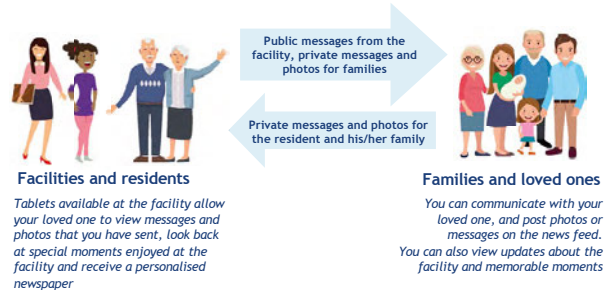 Public messages from the
facility, private messages and
photos for families
Private messages and photos for
the resident and his/her family
Facilities and residents
Tablets available at the facility allow
your loved one to view messages and
photos that you have sent, look back
at special moments enjoyed at the
facility and receive a personalised
newspaper
Families and loved ones
You can communicate with your
loved one, and post photos or
messages on the news feed.
You can also view updates about the
facility and memorable moments